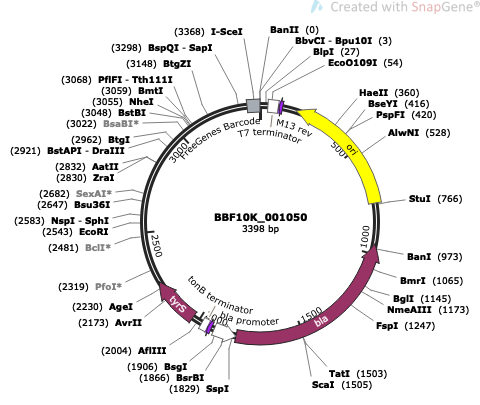 Created with SnapGene®
(3368) I-SceI
BanII (0)
(3298) BspQI - SapI
BbvCI - Bpu10I (3)
(3148) BtgZI
BlpI (27)
EcoO109I (54)
(3068) PflFI - Tth111I
(3059) BmtI
(3055) NheI
(3048) BstBI
(3022) BsaBI*
(2962) BtgI
(2921) BstAPI - DraIII
(2832) AatII
(2830) ZraI
(2682) SexAI*
(2647) Bsu36I
(2583) NspI - SphI
(2543) EcoRI
(2481) BclI*
(2319) PfoI*
(2230) AgeI
(2173) AvrII
(2004) AflIII
(1906) BsgI
(1866) BsrBI
(1829) SspI
HaeII (360)
BseYI (416)
PspFI (420)
AlwNI (528)
StuI (766)
BanI (973)
BmrI (1065)
BglI (1145)
NmeAIII (1173)
FspI (1247)
TatI (1503)
ScaI (1505)
FreeGenes Barcode
T7 terminator
M13 rev
ori
500
1000
1500
2500
3000
BBF10K_001050
3398 bp
tonB terminator
bla promoter
tyrS
bla